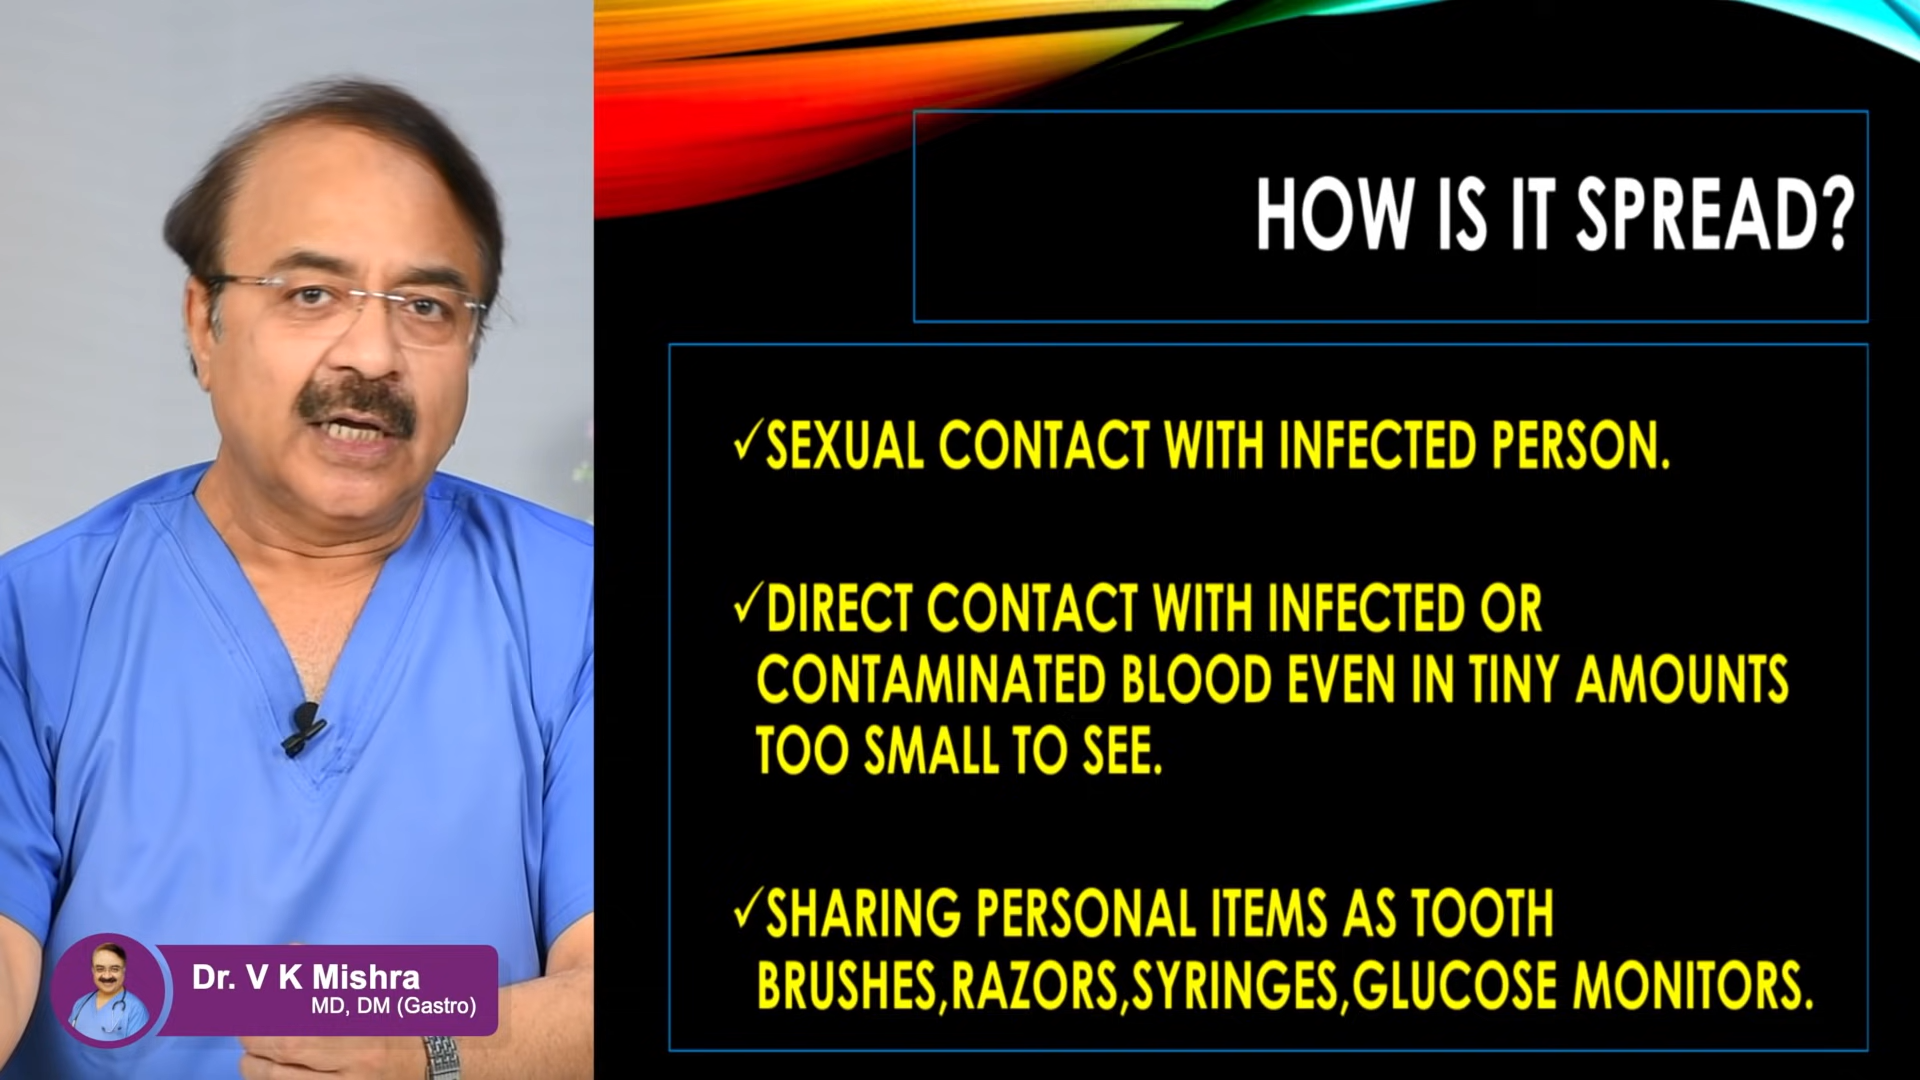 HOW IS IT SPREAD?
✓SEXUAL CONTACT WITH INFECTED PERSON.
✓DIRECT CONTACT WITH INFECTED OR
CONTAMINATED BLOOD EVEN IN TINY AMOUNTS
TOO SMALL TO SEE.
✓SHARING PERSONAL ITEMS AS TOOTH
BRUSHES,RAZORS,SYRINGES,GLUCOSE MONITORS.
Dr. V K Mishra
MD, DM (Gastro)